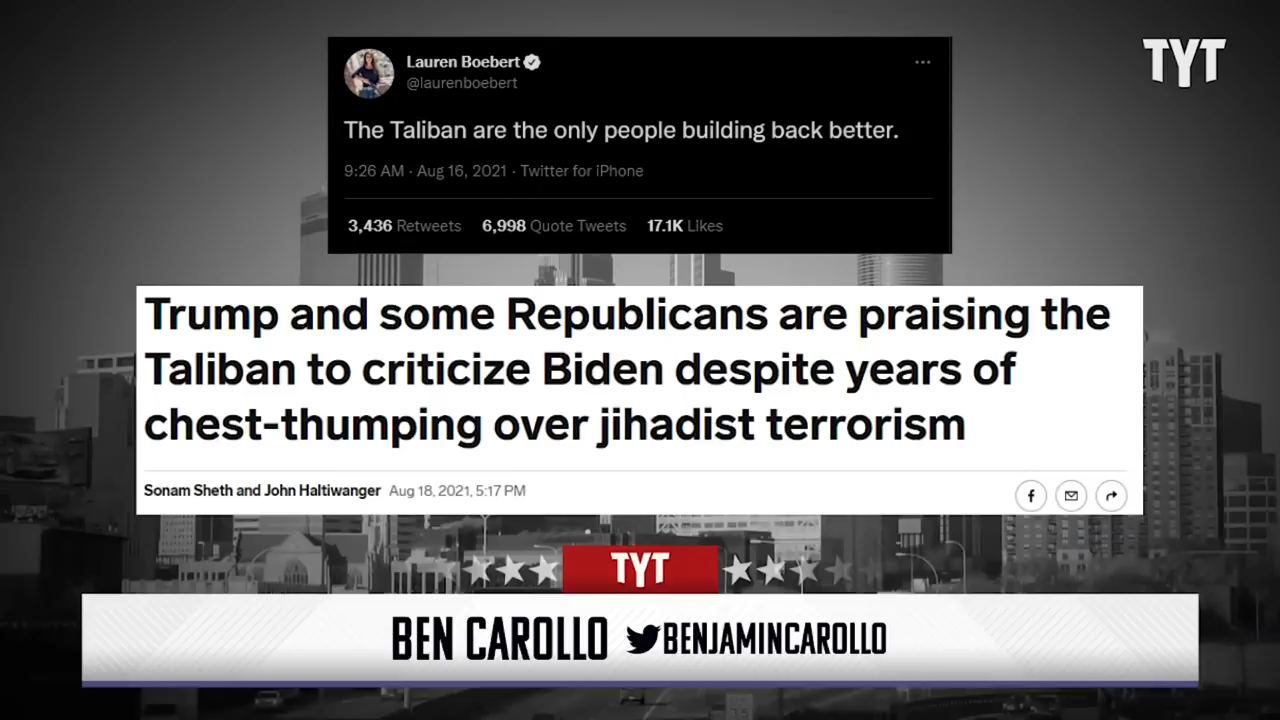 TYT
Lauren Boebert
@laurenboebert
The Taliban are the only people building back better.
9:26 AM · Aug 16, 2021 · Twitter for iPhone
3,436 Retweets 6,998 Quote Tweets 17.1K Likes
Trump and some Republicans are praising the
Taliban to criticize Biden despite years of
chest-thumping over jihadist terrorism
Sonam Sheth and John Haltiwanger Aug 18, 2021, 5:17 PM
TYT
BEN CAROLLO BENJAMINCAROLLO